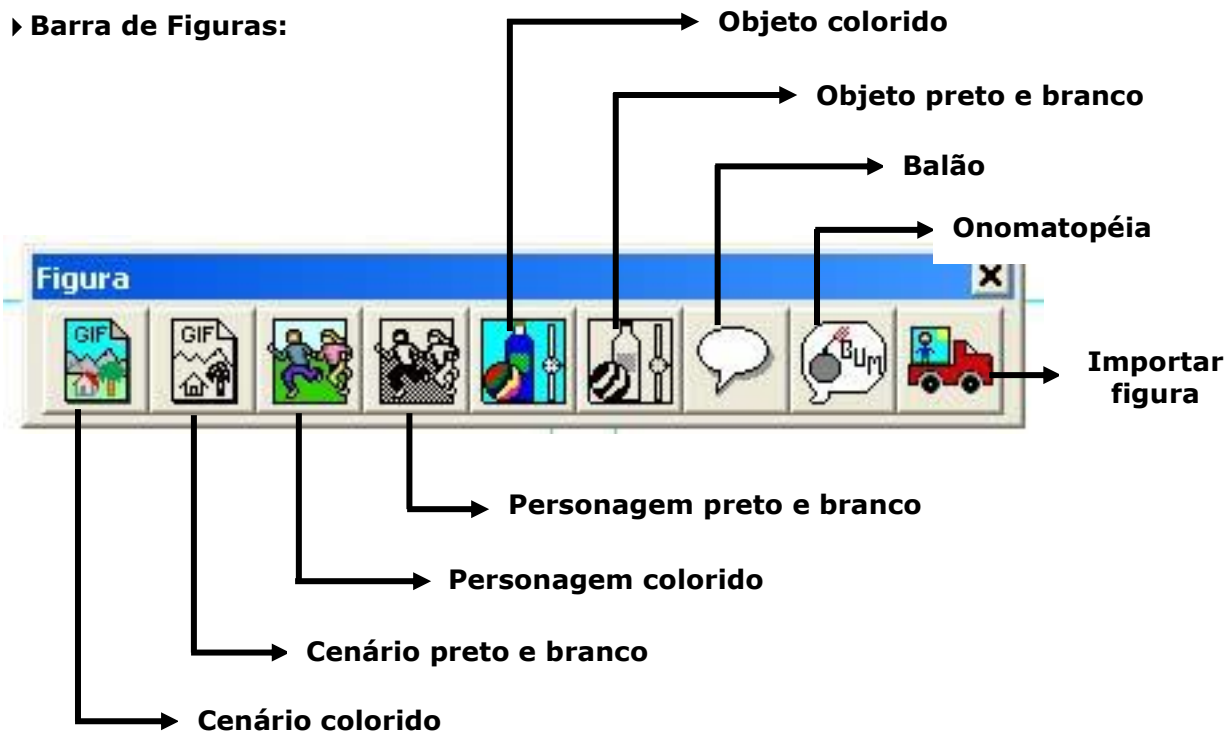 Barra de Figuras:
Objeto colorido
Objeto preto e branco
Balão
Onomatopéia
Figura
GIF
GIF
BUM
Importar
figura
Personagem preto e branco
Personagem colorido
Cenário preto e branco
Cenário colorido